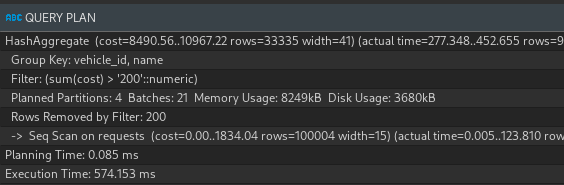 ABC QUERY PLAN
HashAggregate (cost=8490.56..10967.22 rows=33335 width=41) (actual time=277.348..452.655 rows=9
Group Key: vehicle_id, name
Filter: (sum(cost) > '200'::numeric)
Planned Partitions: 4 Batches: 21 Memory Usage: 8249kB Disk Usage: 3680kB
Rows Removed by Filter: 200
-> Seq Scan on requests (cost=0.00..1834.04 rows=100004 width=15) (actual time=0.005..123.810 row
Planning Time: 0.085 ms
Execution Time: 574.153 ms